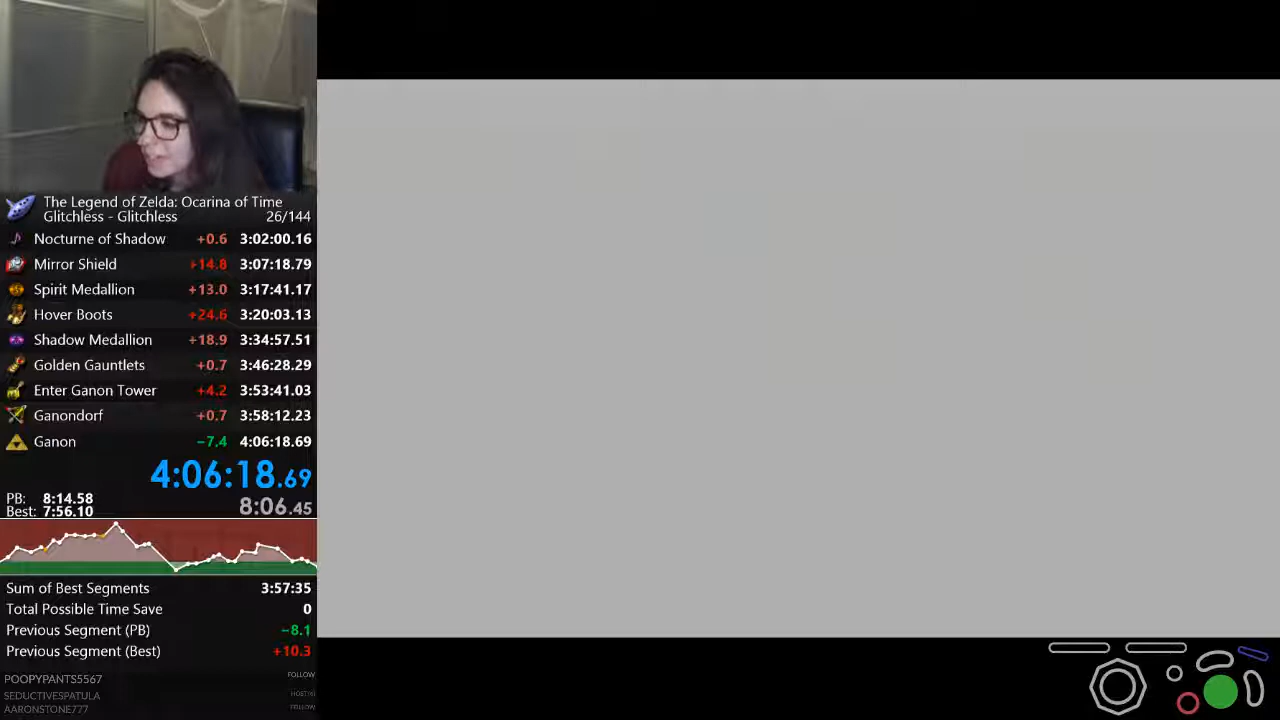 The Legend of Zelda: Ocarina of Time
Glitchless - Glitchless 26/144
Nocturne of Shadow +0.6 3:02:00.16
Mirror Shield +14.8 3:07:18.79
Spirit Medallion +13.0 3:17:41.17
Hover Boots +24.6 3:20:03.13
Shadow Medallion +18.9 3:34:57.51
Golden Gauntlets +0.7 3:46:28.29
Enter Ganon Tower +4.2 3:53:41.03
Ganondorf +0.7 3:58:12.23
Ganon −7.4 4:06:18.69
4:06:18.69
PB: 8:14.58
Best: 7:56.10 8:06.45
Sum of Best Segments 3:57:35
Total Possible Time Save 0
Previous Segment (PB) −8.1
Previous Segment (Best) +10.3
POOPYPANTS5567 FOLLOW
SEDUCTIVESPATULA
AARONSTONE777 FOLLOW